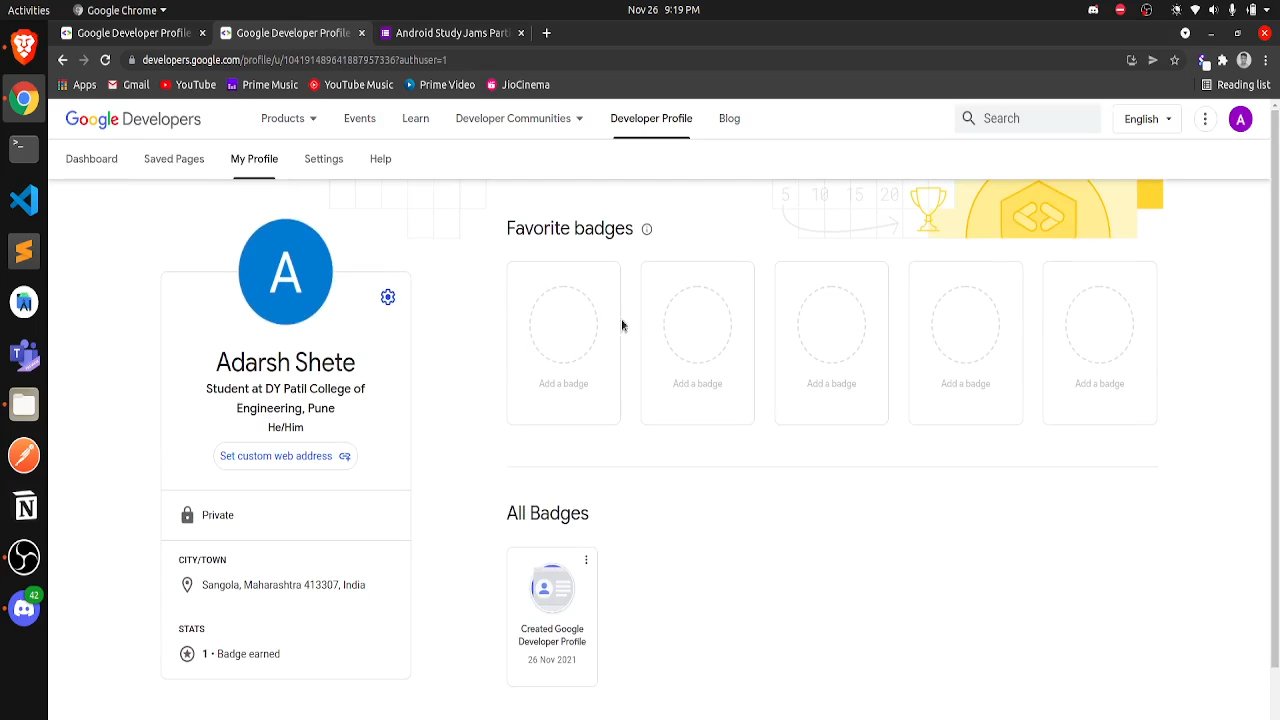 Activities
Google Chrome
Nov 26 9:19 PM
Google Developer Profile
Google Developer Profile
Android Study Jams Parti
developers.google.com/profile/u/104191489641887957336?authuser=1
Apps
Gmail
YouTube
Prime Music
YouTube Music
Prime Video
JioCinema
Reading list
Google Developers
Products
Events
Learn
Developer Communities
Developer Profile
Blog
Search
English
A
Dashboard
Saved Pages
My Profile
Settings
Help
5 10 15 20
A
Adarsh Shete
Student at DY Patil College of
Engineering, Pune
He/Him
Set custom web address
Private
CITY/TOWN
Sangola, Maharashtra 413307, India
STATS
1 • Badge earned
Favorite badges
Add a badge
Add a badge
Add a badge
Add a badge
Add a badge
All Badges
Created Google
Developer Profile
26 Nov 2021
42